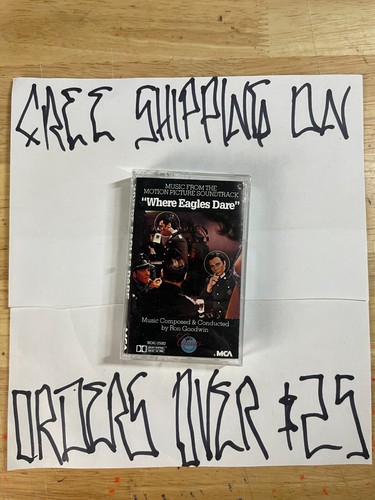 FREE SHIPPING ON
MUSIC FROM THE
MOTION PICTURE SOUNDTRACK
"Where Eagles Dare"
Music Composed & Conducted
by Ron Goodwin
MCA
ORDERS OVER $25